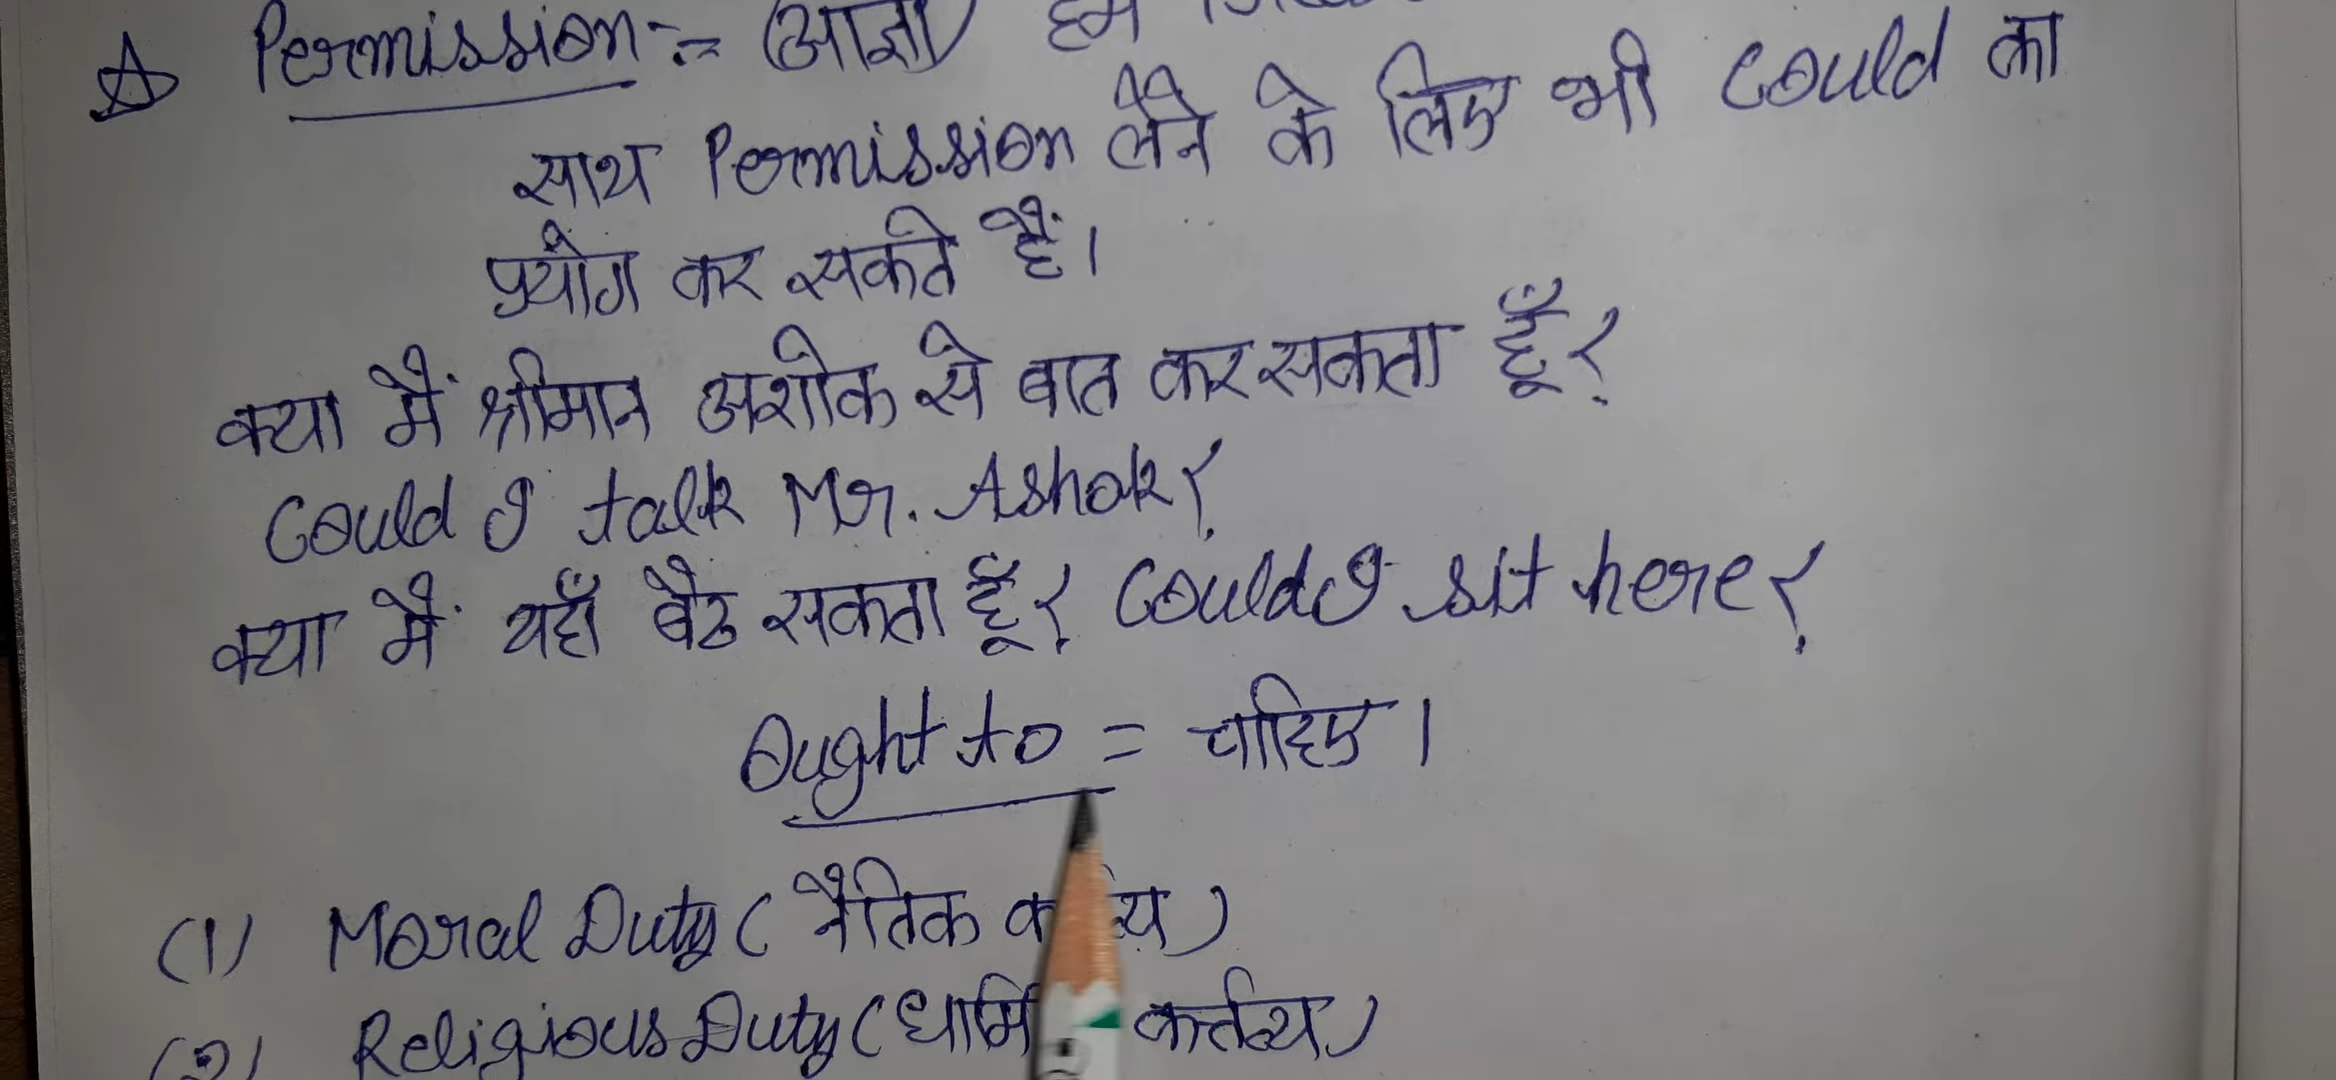 Permission :- (आज्ञा) हम
साथ Permission लेने के लिए भी Could का
प्रयोग कर सकते हैं।
क्या मैं श्रीमान अशोक से बात कर सकता हूँ?
Could I talk Mr. Ashok?
क्या मैं यहाँ बैठ सकता हूँ? Could I sit here?
Ought to = चाहिए।
(1) Moral Duty ( नैतिक
(2) Religious Duty ( कर्तव्य)